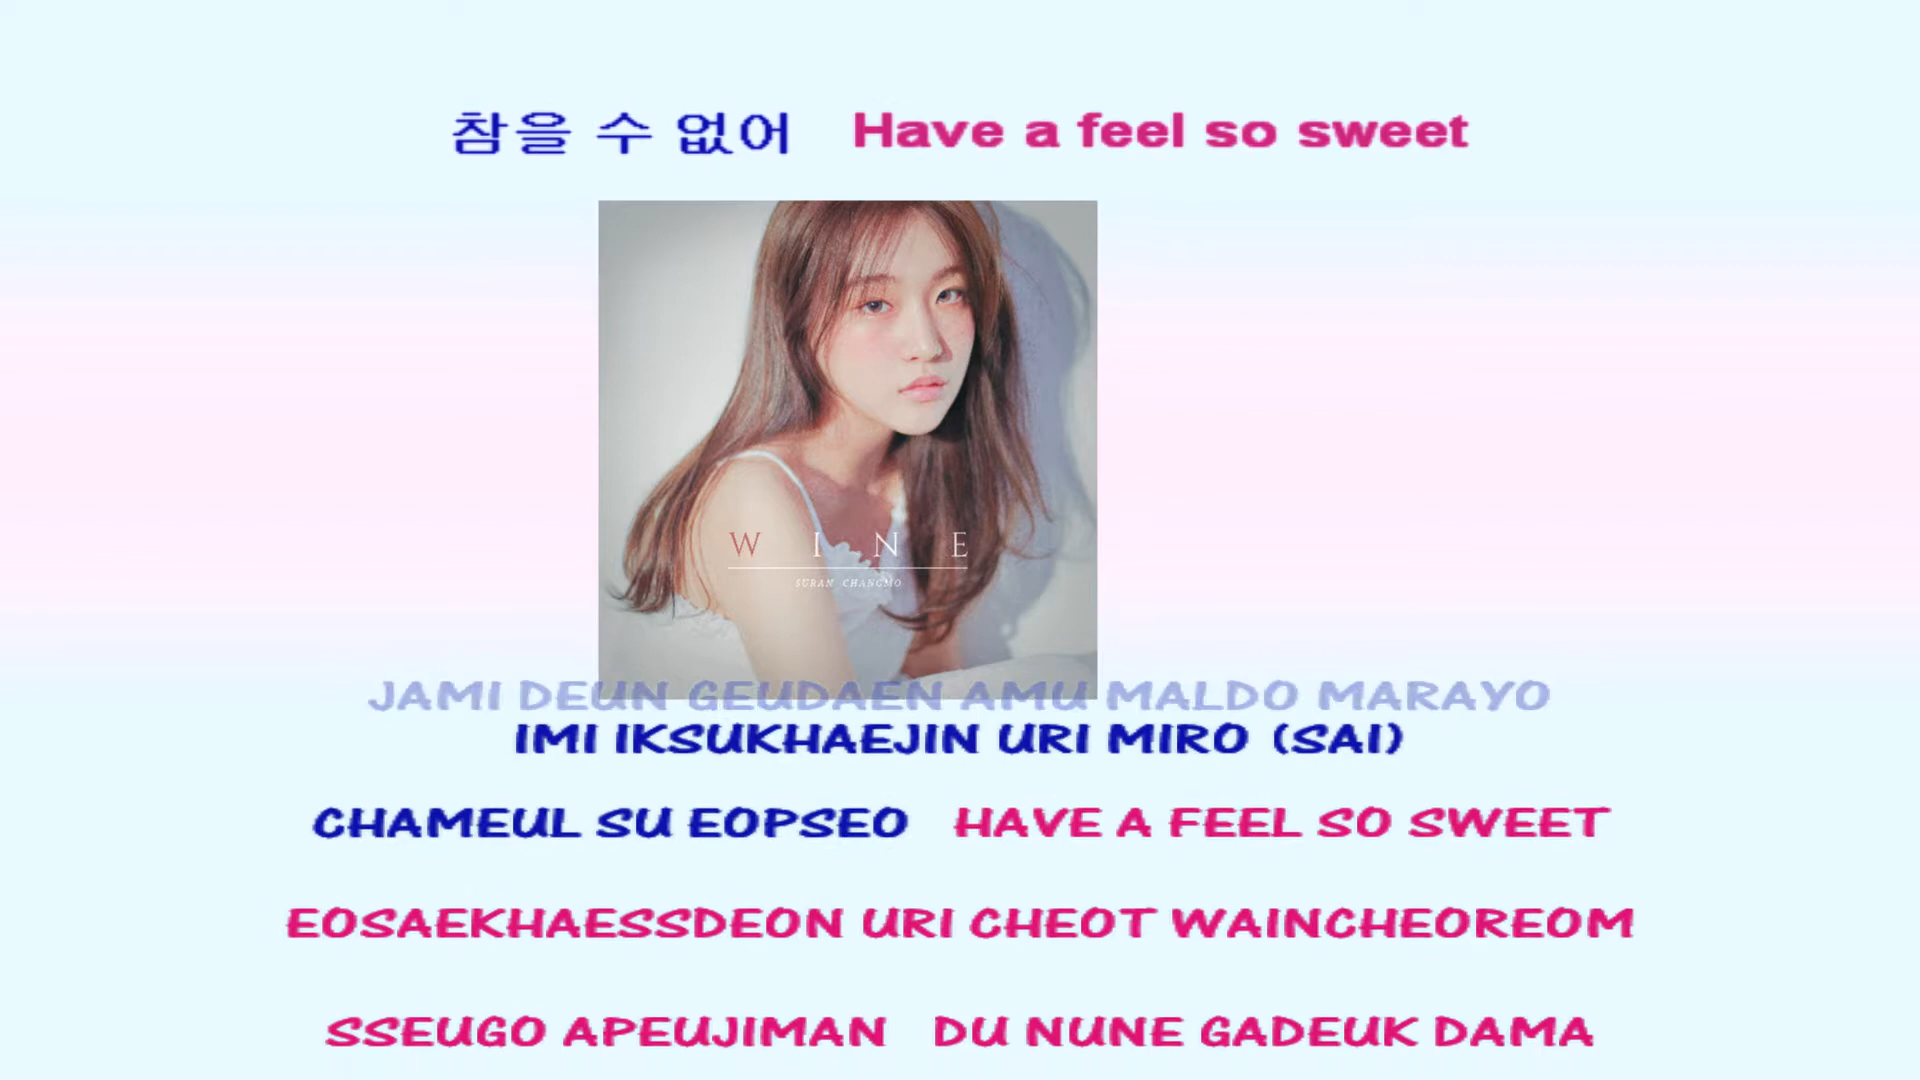 참을 수 없어 Have a feel so sweet
W I N E
SURAN CHANGMO
JAMI DEUN GEUDAEN AMU MALDO MARAYO
IMI IKSUKHAEJIN URI MIRO (SAI)
CHAMEUL SU EOPSEO HAVE A FEEL SO SWEET
EOSAEKHAESSDEON URI CHEOT WAINCHEOREOM
SSEUGO APEUJIMAN DU NUNE GADEUK DAMA